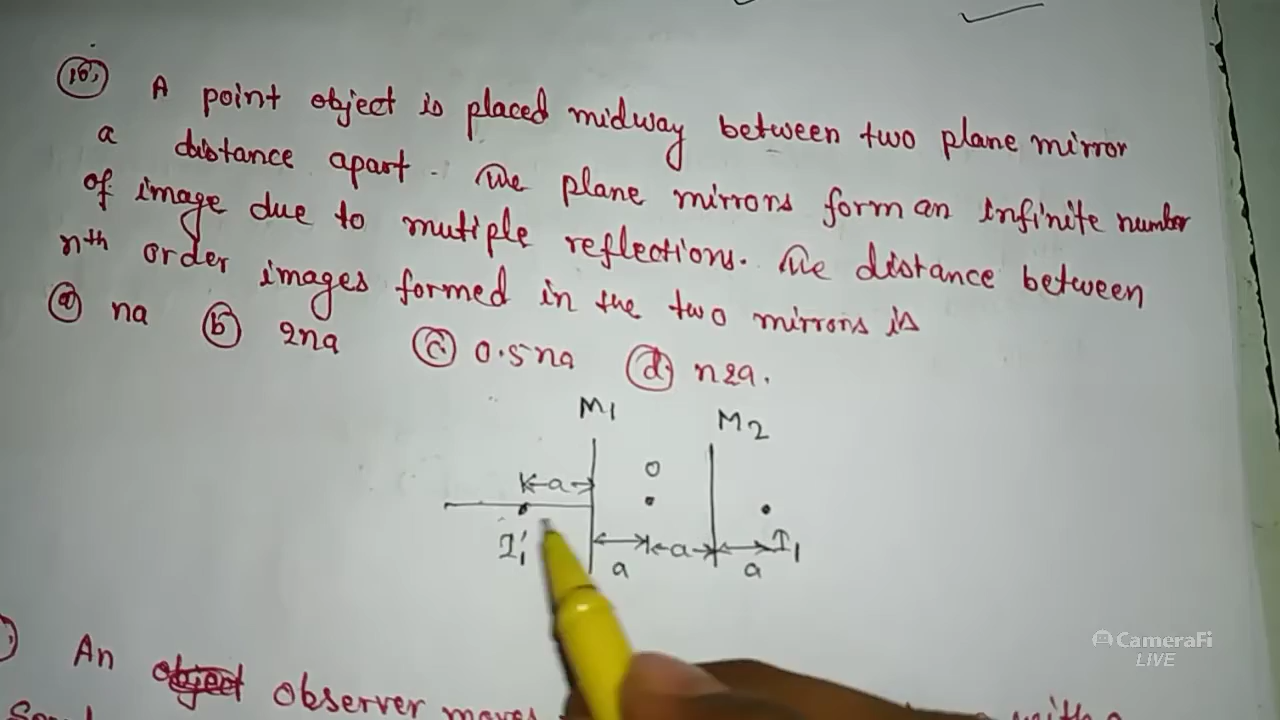 16, A point object is placed midway between two plane mirror
a distance apart. The plane mirrors form an infinite number
of image due to mutiple reflections. The distance between
nth order images formed in the two mirrors is
a na b 2na c 0.5na d n2a.
M1 M2
O
a
I1' I1
a a a
An object observer moves
CameraFi
LIVE